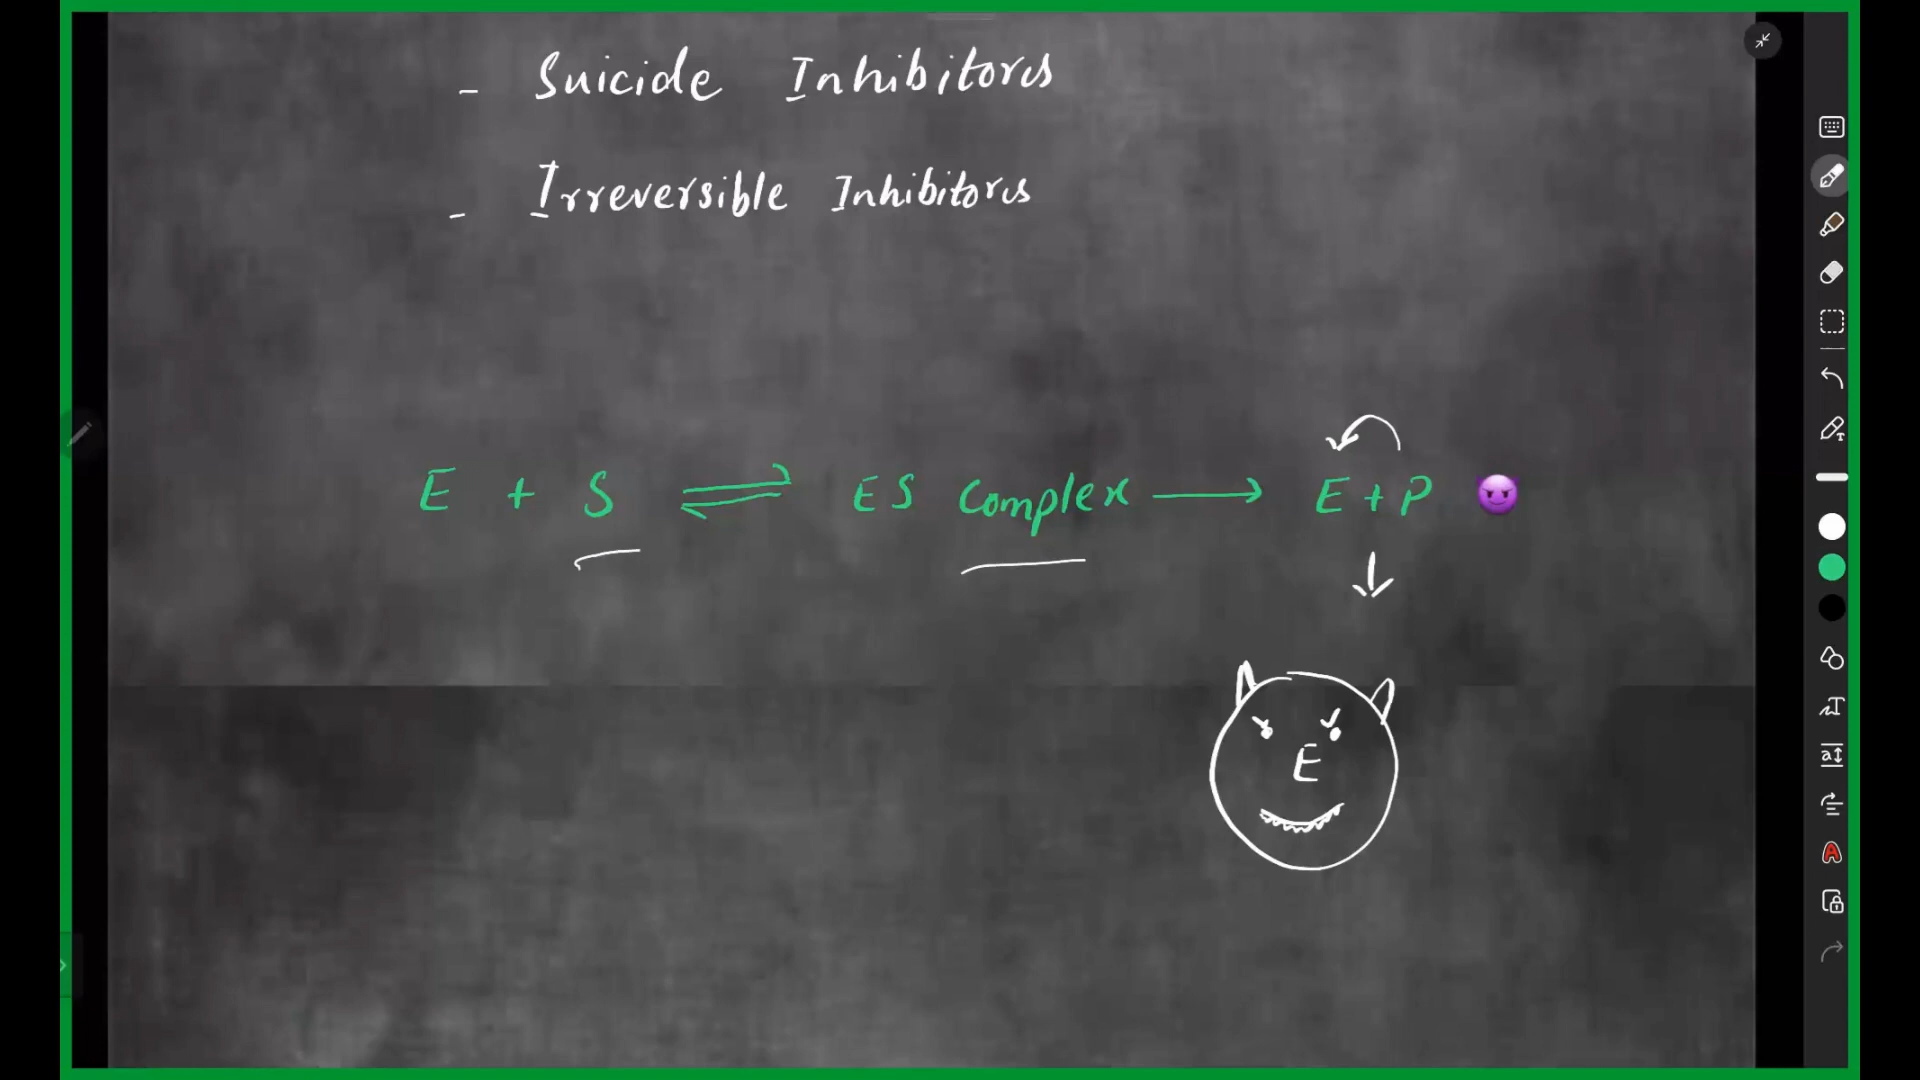 - Suicide Inhibitors
- Irreversible Inhibitors
E + S ⇌ ES Complex → E + P 😈
↓
E